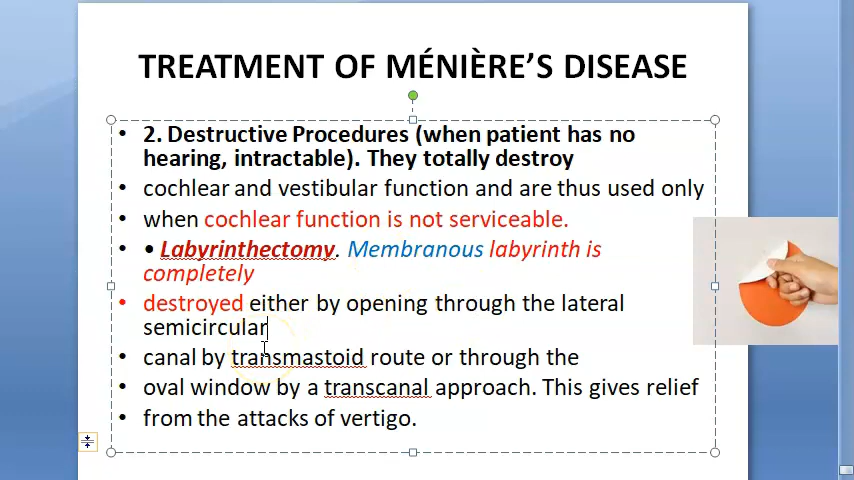 TREATMENT OF MÉNIÈRE’S DISEASE
• 2. Destructive Procedures (when patient has no
hearing, intractable). They totally destroy
• cochlear and vestibular function and are thus used only
• when cochlear function is not serviceable.
• • Labyrinthectomy. Membranous labyrinth is
completely
• destroyed either by opening through the lateral
semicircular
• canal by transmastoid route or through the
• oval window by a transcanal approach. This gives relief
• from the attacks of vertigo.